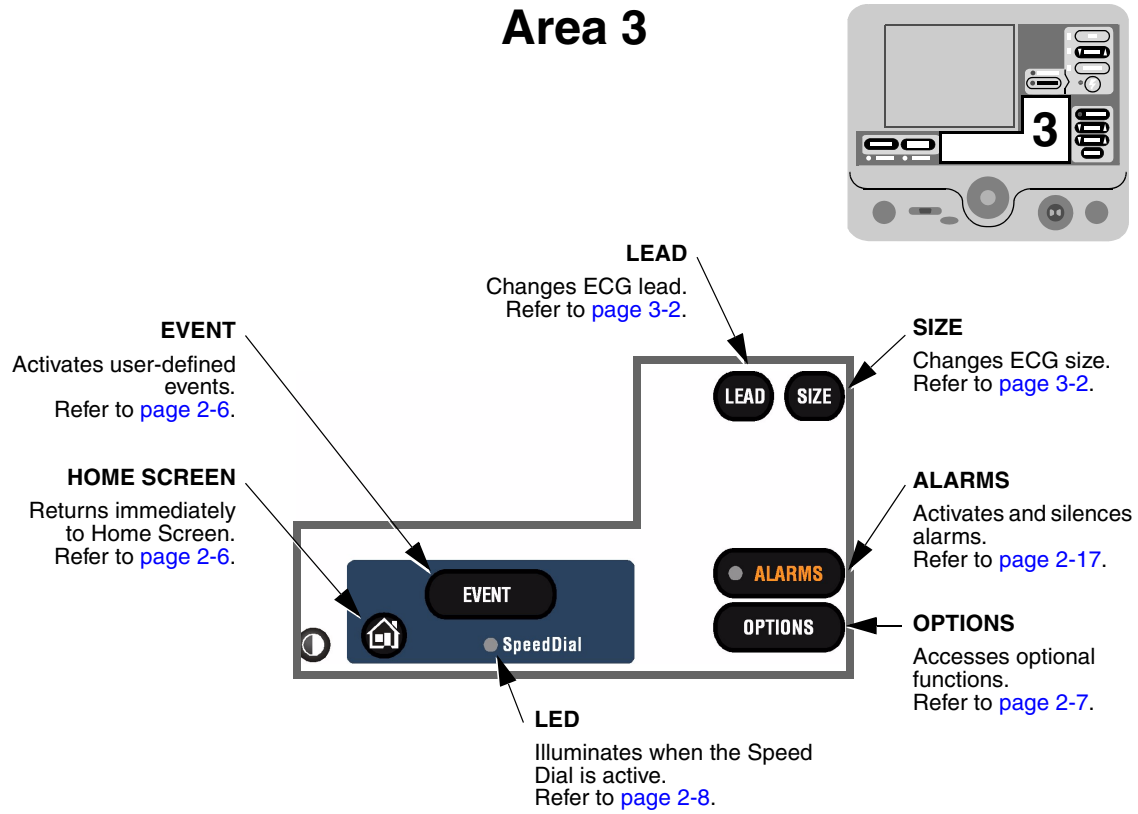 Area 3
3
LEAD
Changes ECG lead.
Refer to page 3-2.
EVENT
Activates user-defined
events.
Refer to page 2-6.
SIZE
Changes ECG size.
Refer to page 3-2.
HOME SCREEN
Returns immediately
to Home Screen.
Refer to page 2-6.
ALARMS
Activates and silences
alarms.
Refer to page 2-17.
OPTIONS
Accesses optional
functions.
Refer to page 2-7.
LEAD
SIZE
ALARMS
OPTIONS
EVENT
SpeedDial
LED
Illuminates when the Speed
Dial is active.
Refer to page 2-8.